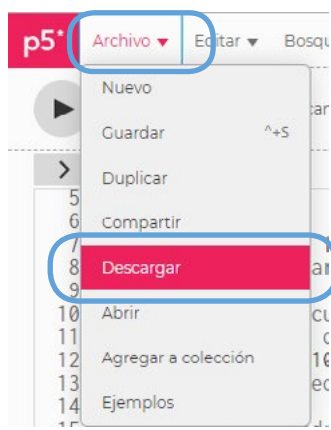 p5* Archivo ▼ Editar ▼
Nuevo
Guardar ^+S
>
Duplicar
5
6 Compartir
7
8 Descargar
9
10 Abrir
11
12 Agregar a colección
13
14 Ejemplos